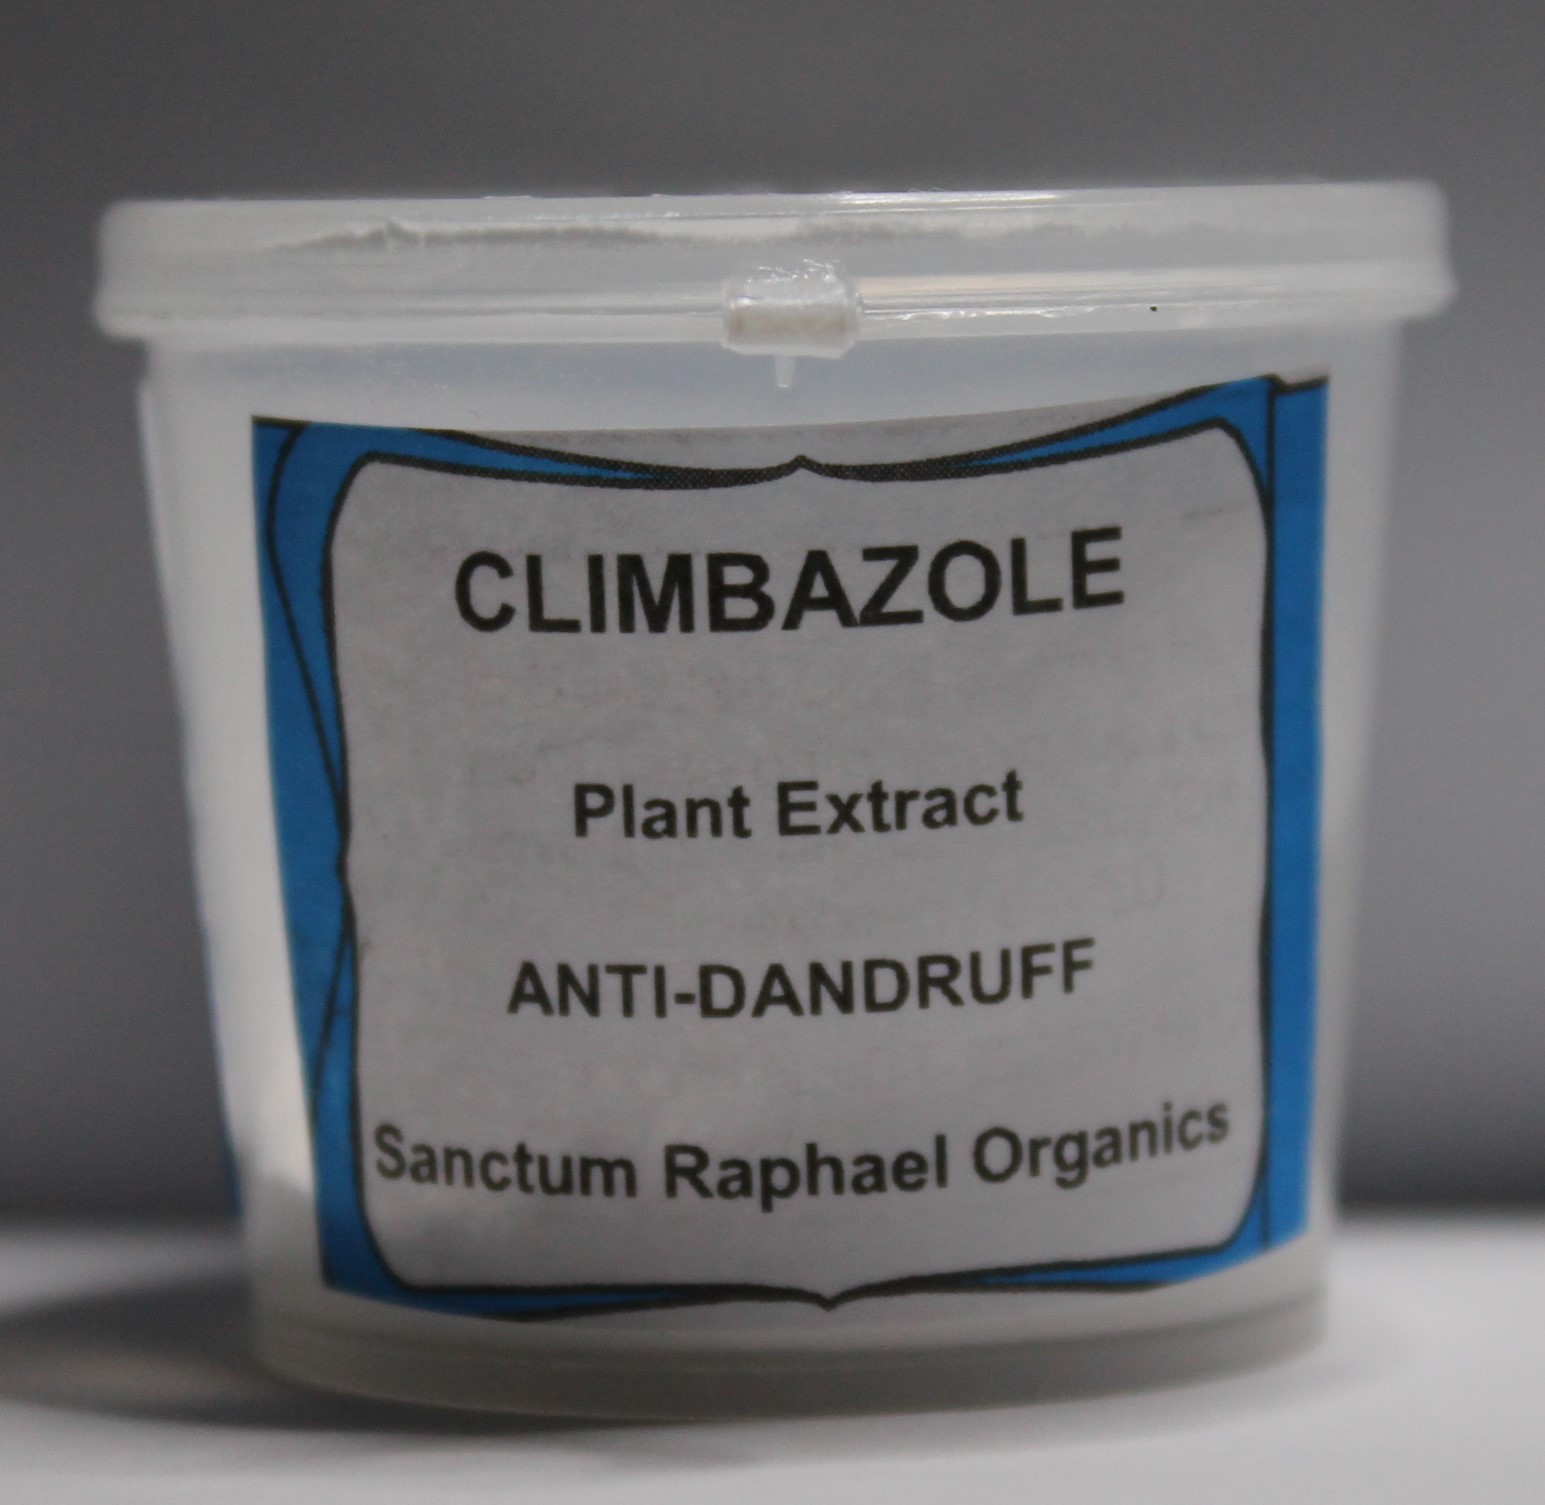 CLIMBAZOLE
Plant Extract
ANTI-DANDRUFF
Sanctum Raphael Organics